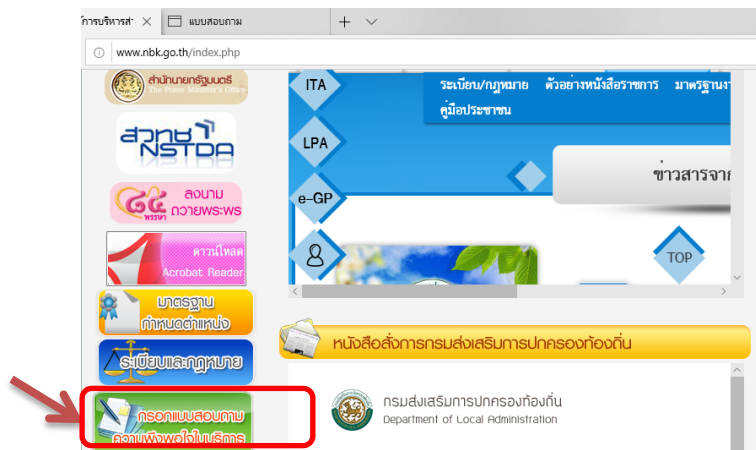 การบริหารส่
แบบสอบถาม
www.nbk.go.th/index.php
สำนักนายกรัฐมนตรี
The Prime Minister's Office
สวทช
NSTDA
๘๔
พรรษา
ลงนาม
ถวายพระพร
ดาวน์โหลด
Acrobat Reader
มาตรฐาน
กำหนดตำแหน่ง
ระเบียบและกฎหมาย
กรอกแบบสอบถาม
ความพึงพอใจในบริการ
ITA
LPA
e-GP
ระเบียบ/กฎหมาย ตัวอย่างหนังสือราชการ มาตรฐานง
คู่มือประชาชน
ข่าวสารจาก
TOP
หนังสือสั่งการกรมส่งเสริมการปกครองท้องถิ่น
กรมส่งเสริมการปกครองท้องถิ่น
Department of Local Administration